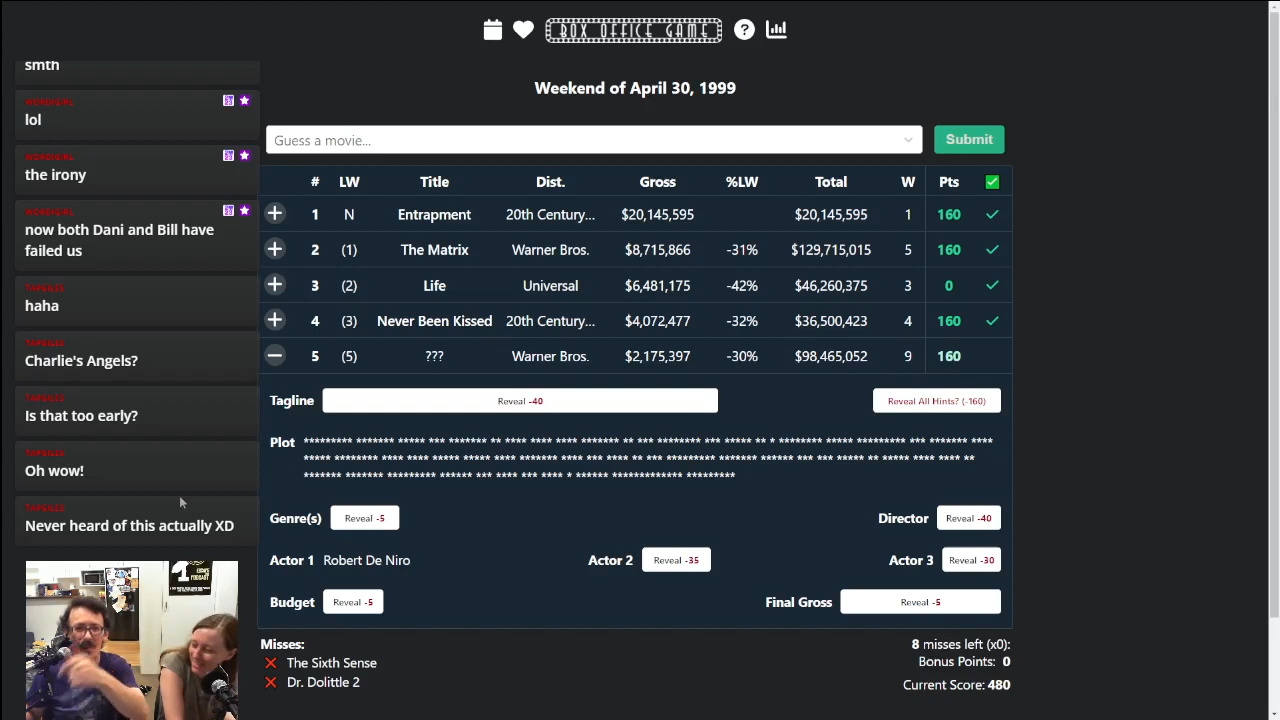 BOX OFFICE GAME
?
smth
Weekend of April 30, 1999
WORDIGIRL
lol
Guess a movie...
Submit
WORDIGIRL
the irony
# LW Title Dist. Gross %LW Total W Pts
1 N Entrapment 20th Century... $20,145,595 $20,145,595 1 160
WORDIGIRL
now both Dani and Bill have
failed us
2 (1) The Matrix Warner Bros. $8,715,866 -31% $129,715,015 5 160
3 (2) Life Universal $6,481,175 -42% $46,260,375 3 0
haha
4 (3) Never Been Kissed 20th Century... $4,072,477 -32% $36,500,423 4 160
Charlie's Angels?
5 (5) ??? Warner Bros. $2,175,397 -30% $98,465,052 9 160
Is that too early?
Tagline Reveal -40 Reveal All Hints? (-160)
Oh wow!
Plot ********* ******* ***** *** ******* ** **** **** **** ******* ** *** ******** *** ***** ** * ******** ***** ********* *** ******* ****
***** ******** **** **** ***** ***** **** ******* **** *** **** ** *** ******** ****** *** *** ***** ** ***** **** **** **
******* ******* ********* ****** *** **** *** **** * ****** ************* *********
Never heard of this actually XD
Genre(s) Reveal -5 Director Reveal -40
Actor 1 Robert De Niro Actor 2 Reveal -35 Actor 3 Reveal -30
Budget Reveal -5 Final Gross Reveal -5
Misses:
The Sixth Sense
Dr. Dolittle 2
8 misses left (x0):
Bonus Points: 0
Current Score: 480